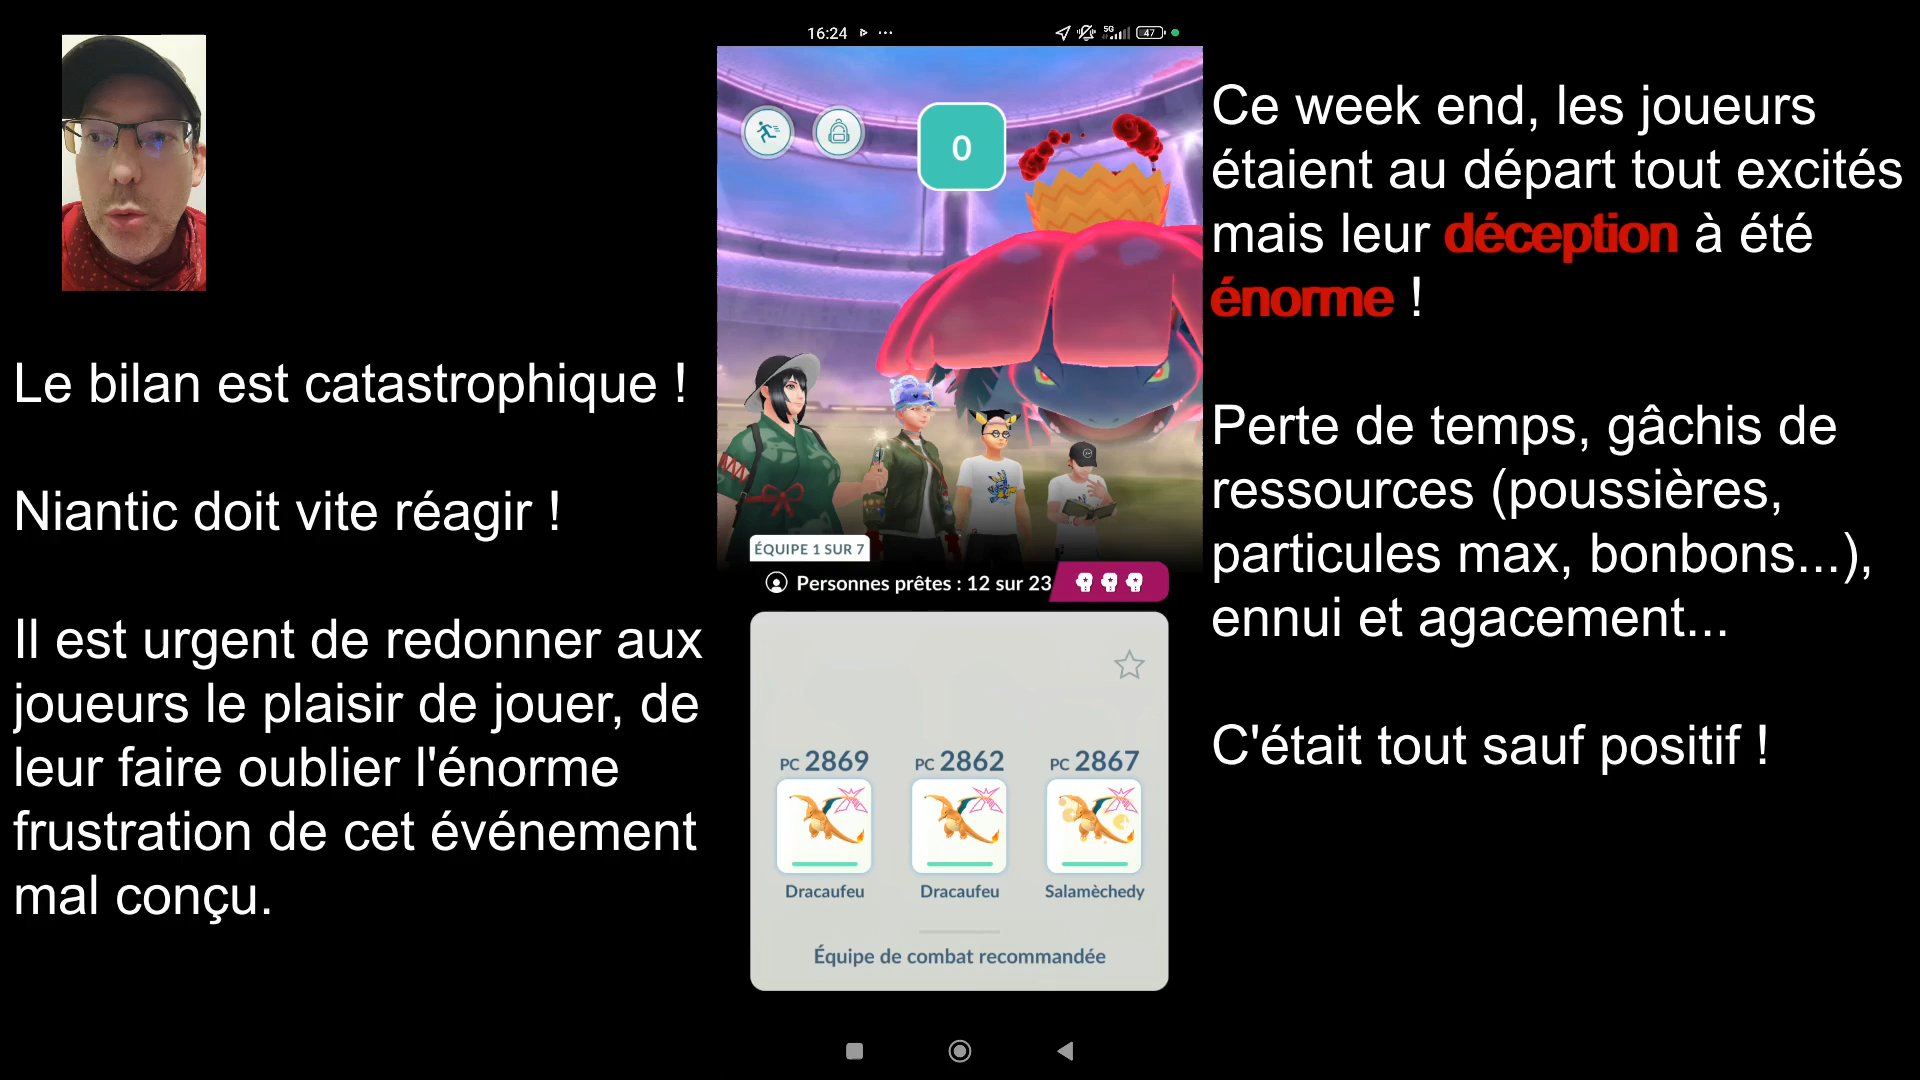 Le bilan est catastrophique !
Niantic doit vite réagir !
Il est urgent de redonner aux
joueurs le plaisir de jouer, de
leur faire oublier l'énorme
frustration de cet événement
mal conçu.
16:24
5G
47
0
ÉQUIPE 1 SUR 7
Personnes prêtes : 12 sur 23
PC 2869
PC 2862
PC 2867
Dracaufeu
Dracaufeu
Salamèchedy
Équipe de combat recommandée
Ce week end, les joueurs
étaient au départ tout excités
mais leur déception à été
énorme !
Perte de temps, gâchis de
ressources (poussières,
particules max, bonbons...),
ennui et agacement...
C'était tout sauf positif !